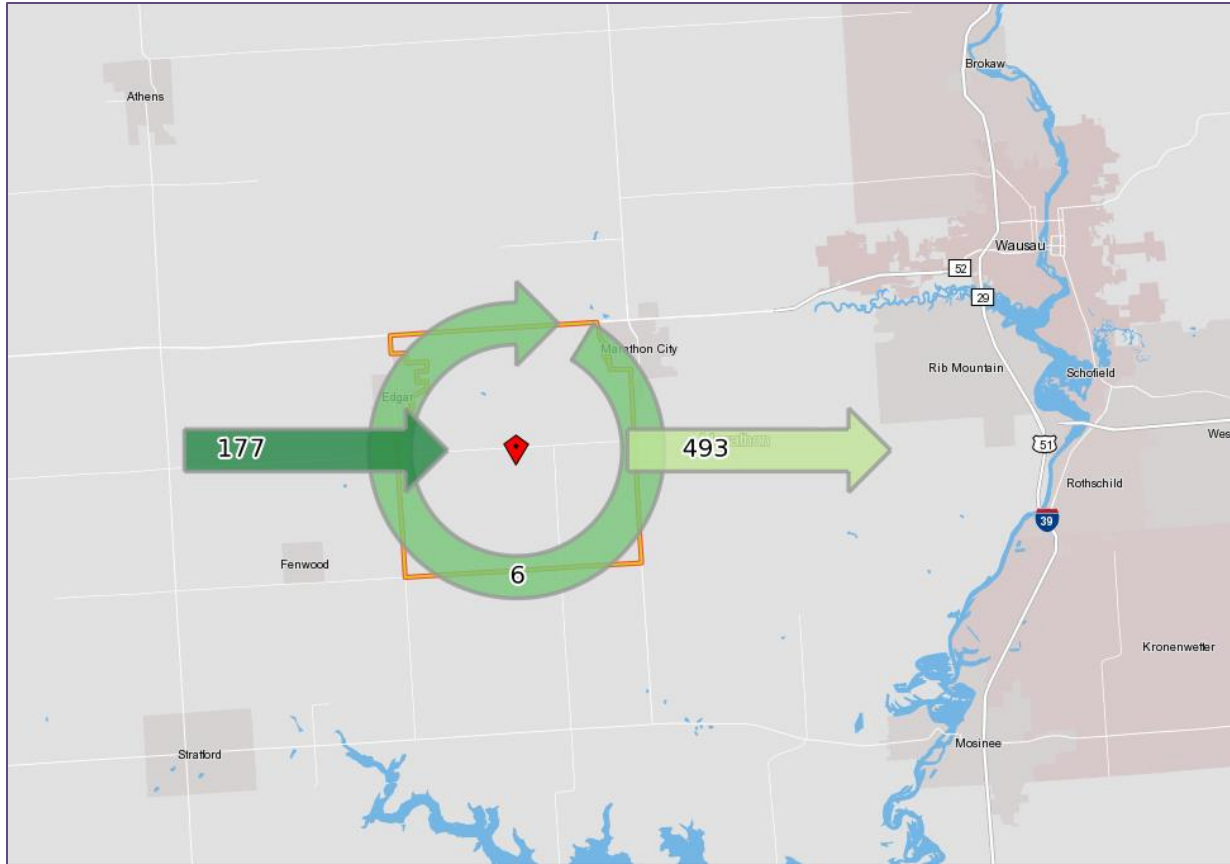 Brokaw
Athens
Wausau
52
29
Marathon City
Rib Mountain
Schofield
Edgar
177
493
Wes
51
Rothschild
39
Fenwood
6
Kronenwetter
Stratford
Mosinee